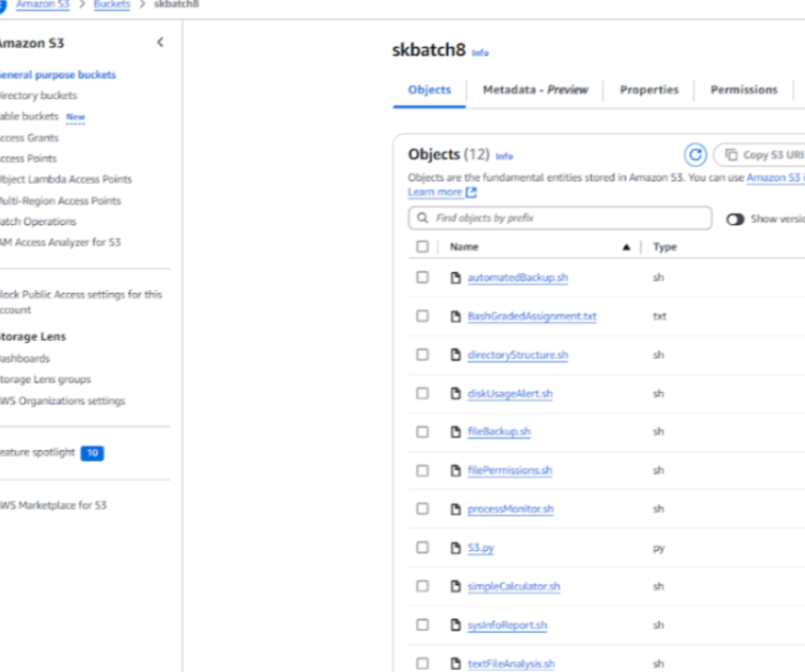 Amazon S3 > Buckets > skbatch8
Amazon S3
General purpose buckets
Directory buckets
Table buckets New
Access Grants
Access Points
Object Lambda Access Points
Multi-Region Access Points
Batch Operations
IAM Access Analyzer for S3
Block Public Access settings for this
account
Storage Lens
Dashboards
Storage Lens groups
AWS Organizations settings
Feature spotlight 10
AWS Marketplace for S3
skbatch8 Info
Objects Metadata - Preview Properties Permissions
Objects (12) Info
Copy S3 URI
Objects are the fundamental entities stored in Amazon S3. You can use Amazon S3 i
Learn more
Find objects by prefix
Show versio
Name Type
automatedBackup.sh sh
BashGradedAssignment.txt txt
directoryStructure.sh sh
diskUsageAlert.sh sh
fileBackup.sh sh
filePermissions.sh sh
processMonitor.sh sh
S3.py py
simpleCalculator.sh sh
sysInfoReport.sh sh
textFileAnalysis.sh sh